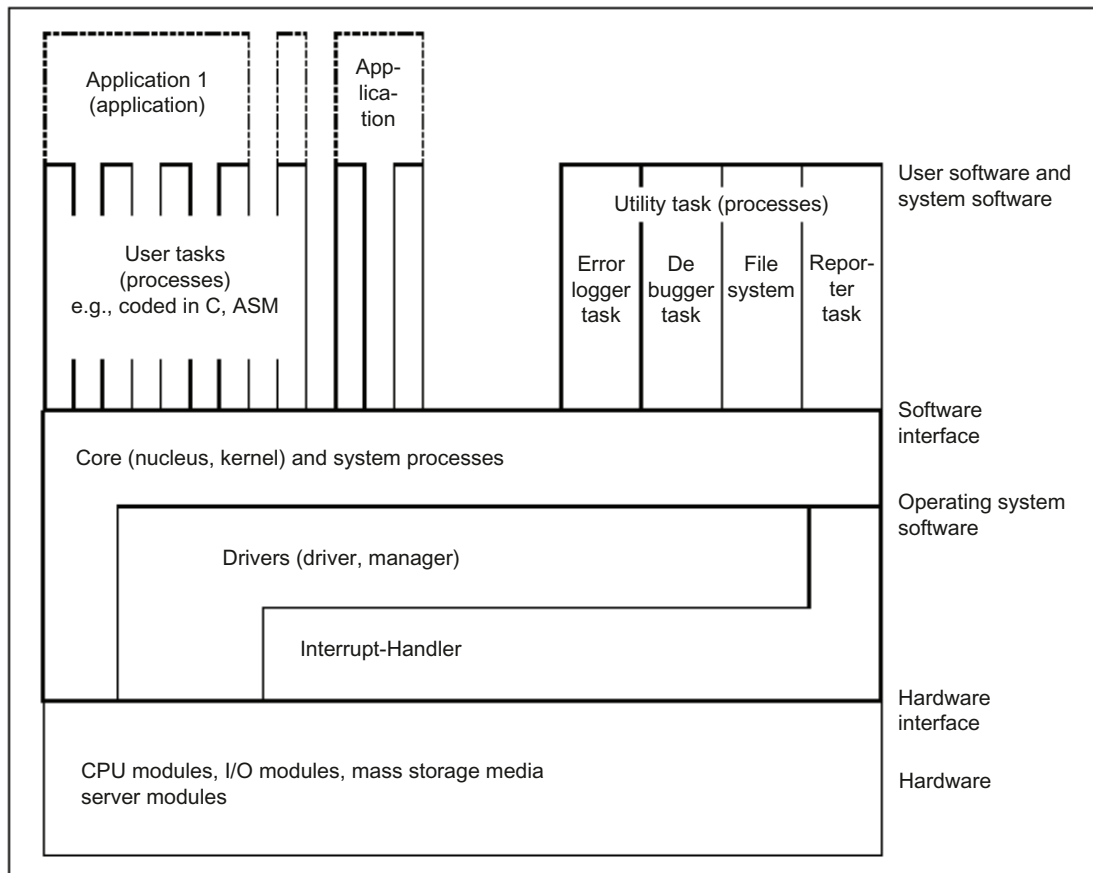 Application 1
(application)
App-
lica-
tion
User software and
system software
Utility task (processes)
User tasks
(processes)
e.g., coded in C, ASM
Error
logger
task
De
bugger
task
File
system
Repor-
ter
task
Software
interface
Core (nucleus, kernel) and system processes
Operating system
software
Drivers (driver, manager)
Interrupt-Handler
Hardware
interface
CPU modules, I/O modules, mass storage media
server modules
Hardware